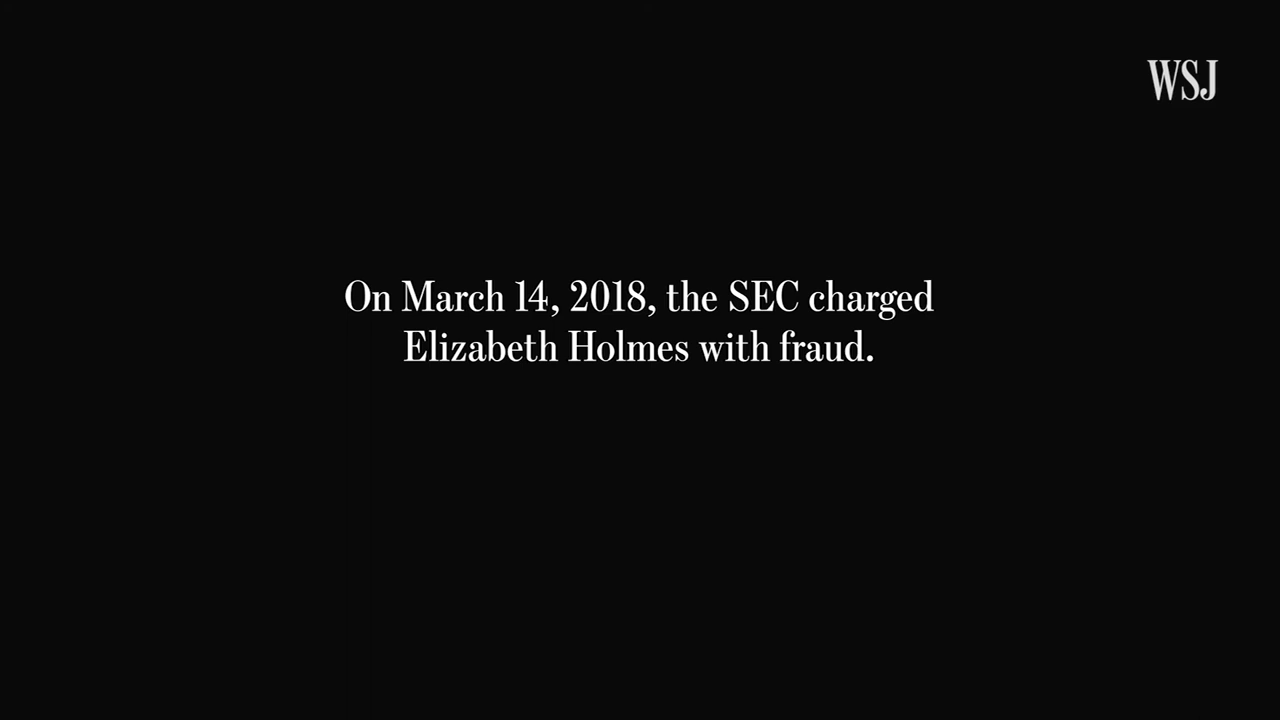 WSJ
On March 14, 2018, the SEC charged
Elizabeth Holmes with fraud.